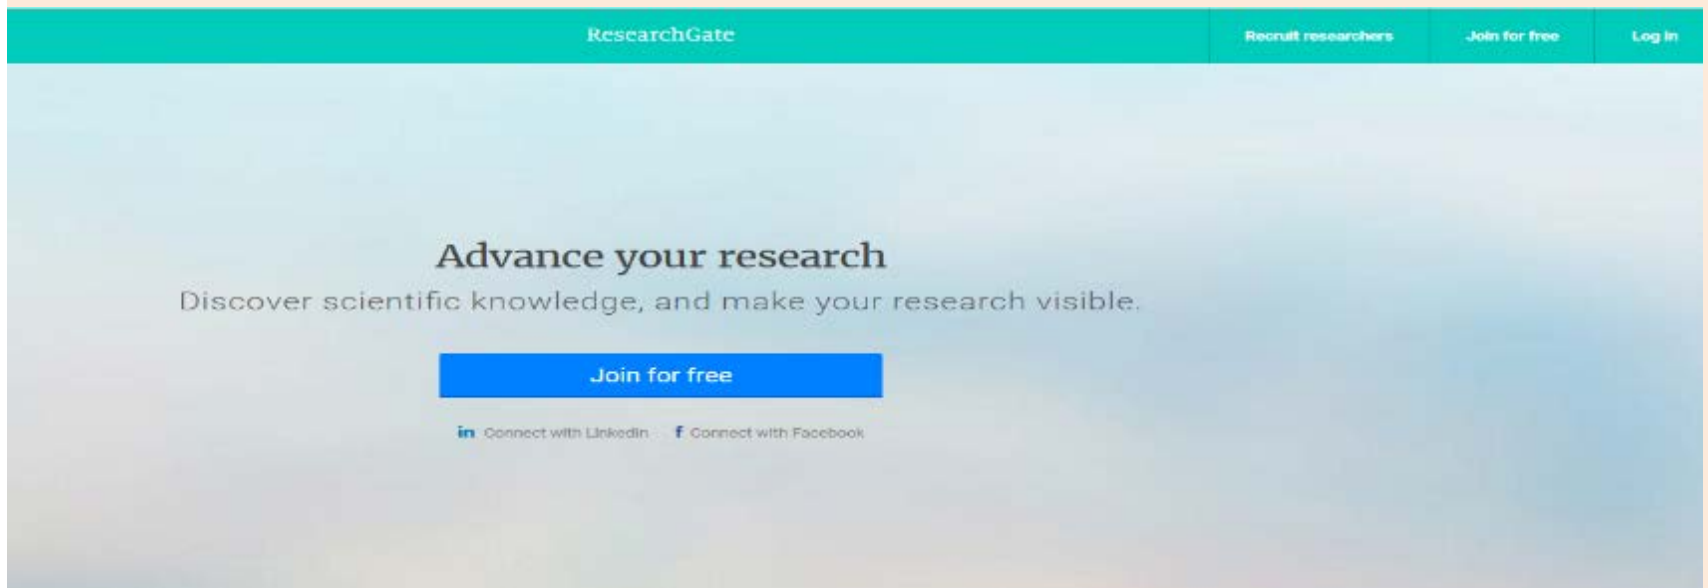 ResearchGate Recruit researchers Join for free Log in
Advance your research
Discover scientific knowledge, and make your research visible.
Join for free
in Connect with LinkedIn f Connect with Facebook